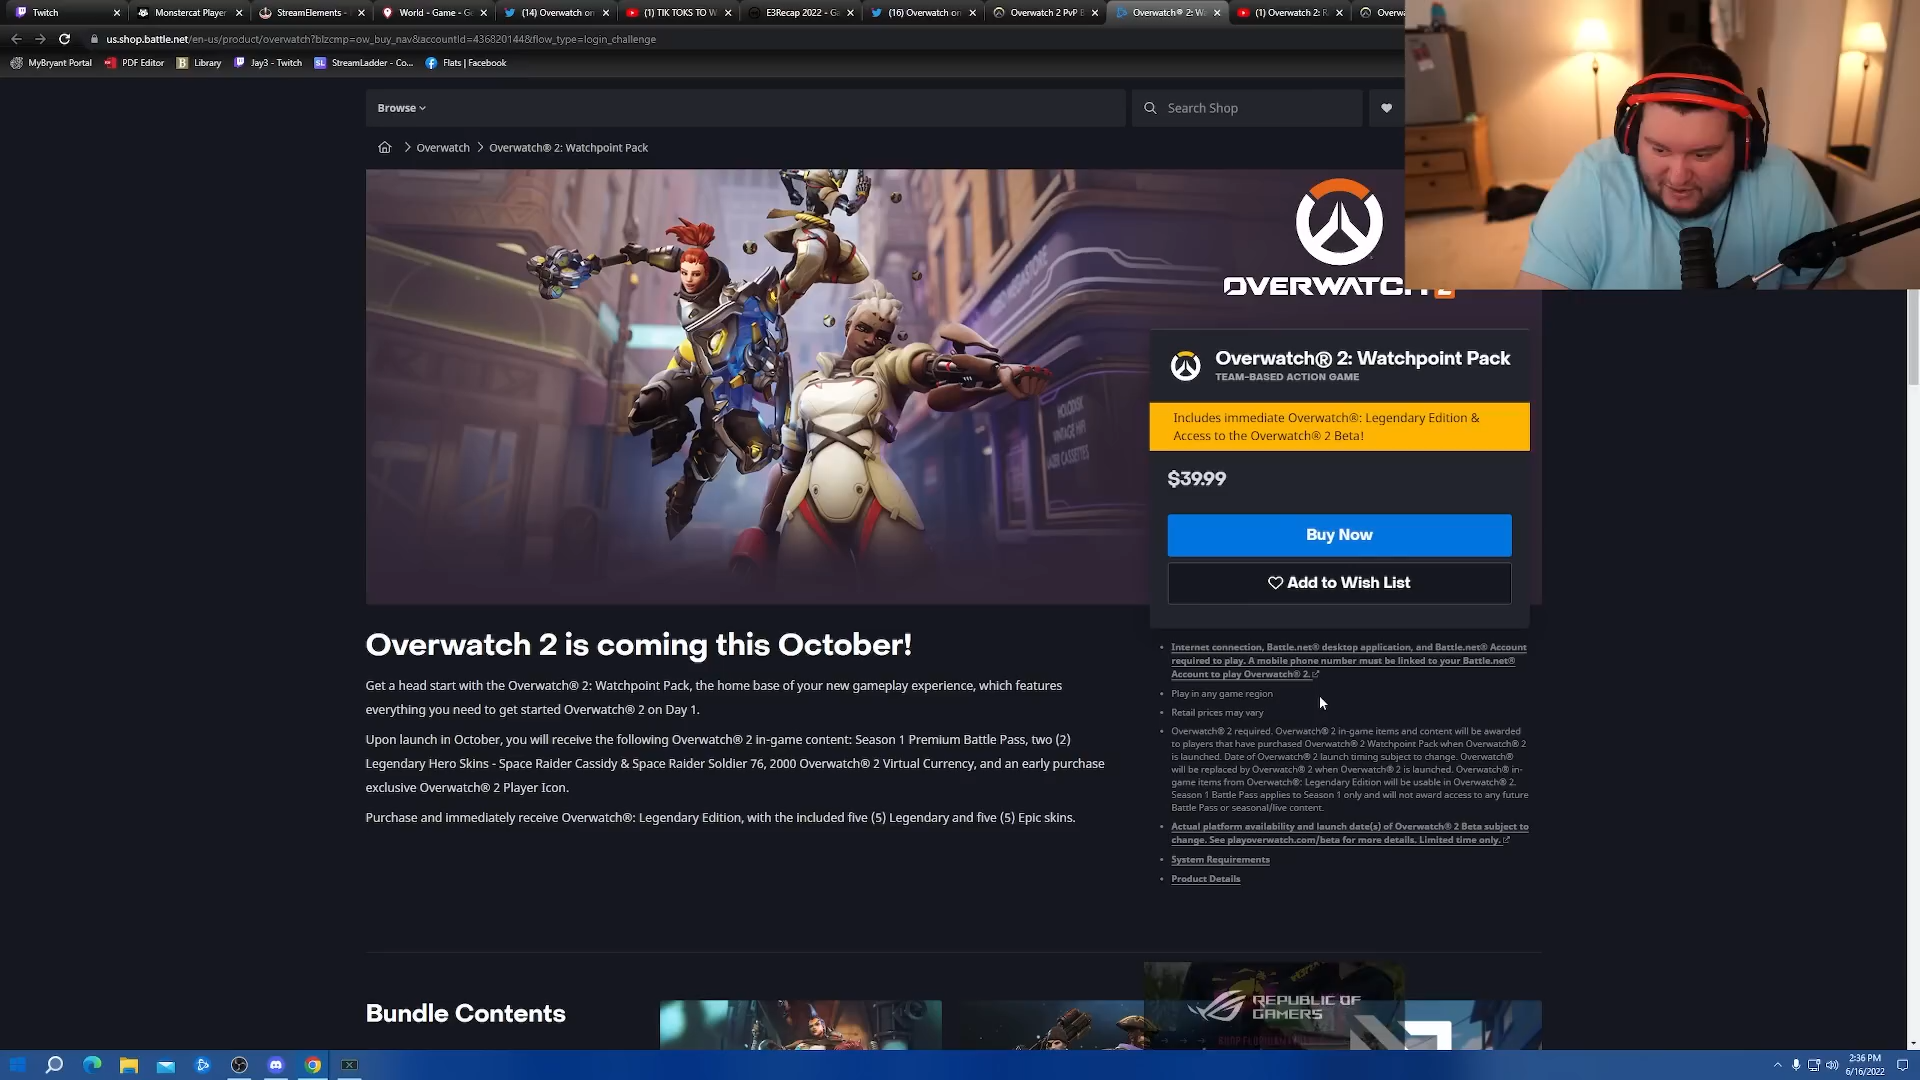 Twitch
Monstercat Player
StreamElements -
World - Game - Ge
(14) Overwatch on
(1) TIK TOKS TO W
E3Recap 2022 - Ga
(16) Overwatch on
Overwatch 2 PvP B
Overwatch® 2: Wa
(1) Overwatch 2: R
Overw
us.shop.battle.net/en-us/product/overwatch?blzcmp=ow_buy_nav&accountId=436820144&flow_type=login_challenge
MyBryant Portal
PDF Editor
Library
Jay3 - Twitch
StreamLadder - Co...
Flats | Facebook
Browse
Search Shop
Overwatch
Overwatch® 2: Watchpoint Pack
OVERWATCH 2
HOLODISK
VINTAGE HIFI
LAZER CASSETTES
Overwatch® 2: Watchpoint Pack
TEAM-BASED ACTION GAME
Includes immediate Overwatch®: Legendary Edition &
Access to the Overwatch® 2 Beta!
$39.99
Buy Now
Add to Wish List
Overwatch 2 is coming this October!
Get a head start with the Overwatch® 2: Watchpoint Pack, the home base of your new gameplay experience, which features
everything you need to get started Overwatch® 2 on Day 1.
Upon launch in October, you will receive the following Overwatch® 2 in-game content: Season 1 Premium Battle Pass, two (2)
Legendary Hero Skins - Space Raider Cassidy & Space Raider Soldier 76, 2000 Overwatch® 2 Virtual Currency, and an early purchase
exclusive Overwatch® 2 Player Icon.
Purchase and immediately receive Overwatch®: Legendary Edition, with the included five (5) Legendary and five (5) Epic skins.
• Internet connection, Battle.net® desktop application, and Battle.net® Account
required to play. A mobile phone number must be linked to your Battle.net®
Account to play Overwatch® 2.
• Play in any game region
• Retail prices may vary
• Overwatch® 2 required. Overwatch® 2 in-game items and content will be awarded
to players that have purchased Overwatch® 2 Watchpoint Pack when Overwatch® 2
is launched. Date of Overwatch® 2 launch timing subject to change. Overwatch®
will be replaced by Overwatch® 2 when Overwatch® 2 is launched. Overwatch® in-
game items from Overwatch®: Legendary Edition will be usable in Overwatch® 2.
Season 1 Battle Pass applies to Season 1 only and will not award access to any future
Battle Pass or seasonal/live content.
• Actual platform availability and launch date(s) of Overwatch® 2 Beta subject to
change. See playoverwatch.com/beta for more details. Limited time only.
• System Requirements
• Product Details
Bundle Contents
REPUBLIC OF
GAMERS
2:36 PM
6/16/2022